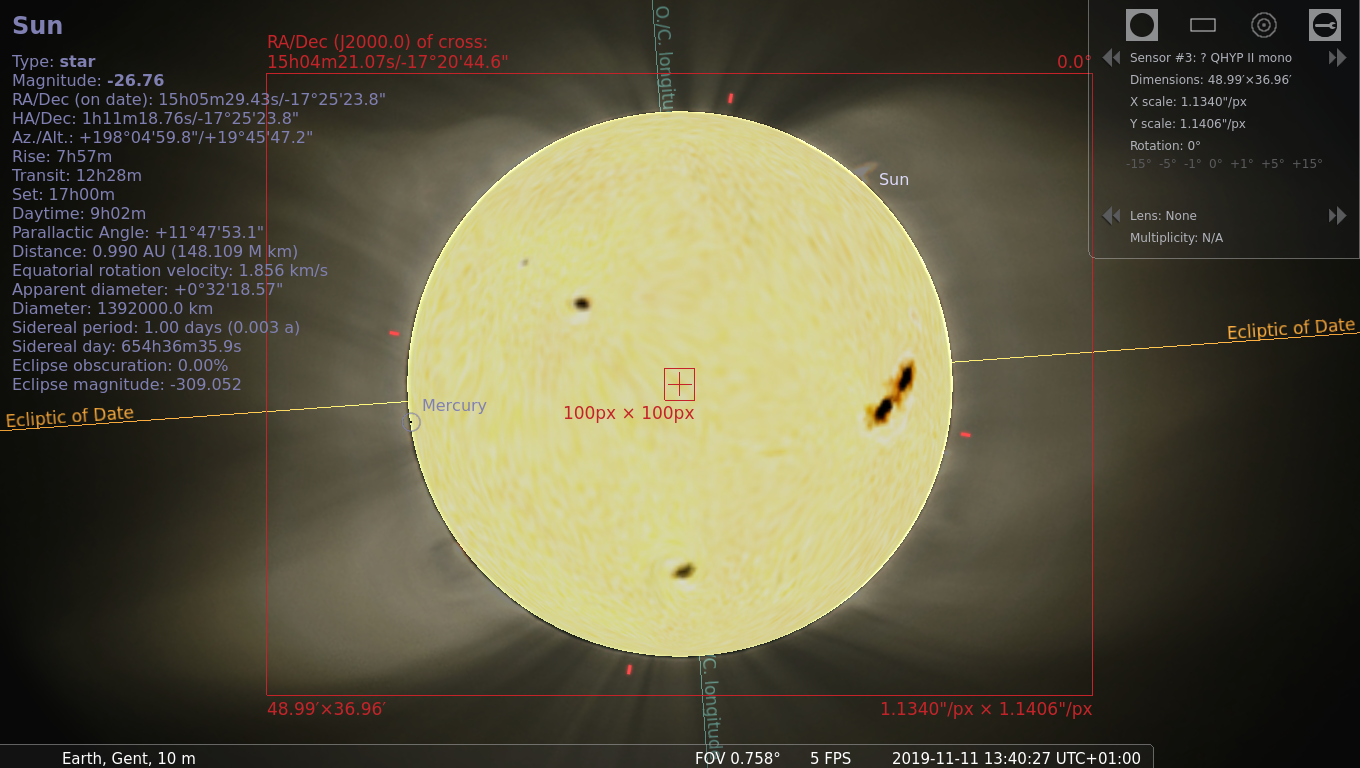 Sun
Type: star
Magnitude: -26.76
RA/Dec (on date): 15h05m29.43s/-17°25'23.8"
HA/Dec: 1h11m18.76s/-17°25'23.8"
Az./Alt.: +198°04'59.8"/+19°45'47.2"
Rise: 7h57m
Transit: 12h28m
Set: 17h00m
Daytime: 9h02m
Parallactic Angle: +11°47'53.1"
Distance: 0.990 AU (148.109 M km)
Equatorial rotation velocity: 1.856 km/s
Apparent diameter: +0°32'18.57"
Diameter: 1392000.0 km
Sidereal period: 1.00 days (0.003 a)
Sidereal day: 654h36m35.9s
Eclipse obscuration: 0.00%
Eclipse magnitude: -309.052
RA/Dec (J2000.0) of cross:
15h04m21.07s/-17°20'44.6"
0.0°
O./C. longitu
Sensor #3: ? QHYP II mono
Dimensions: 48.99′×36.96′
X scale: 1.1340"/px
Y scale: 1.1406"/px
Rotation: 0°
-15° -5° -1° 0° +1° +5° +15°
Lens: None
Multiplicity: N/A
Sun
Ecliptic of Date
Ecliptic of Date
Mercury
100px × 100px
C. longitud
48.99′×36.96′
1.1340"/px × 1.1406"/px
Earth, Gent, 10 m
FOV 0.758°
5 FPS
2019-11-11 13:40:27 UTC+01:00